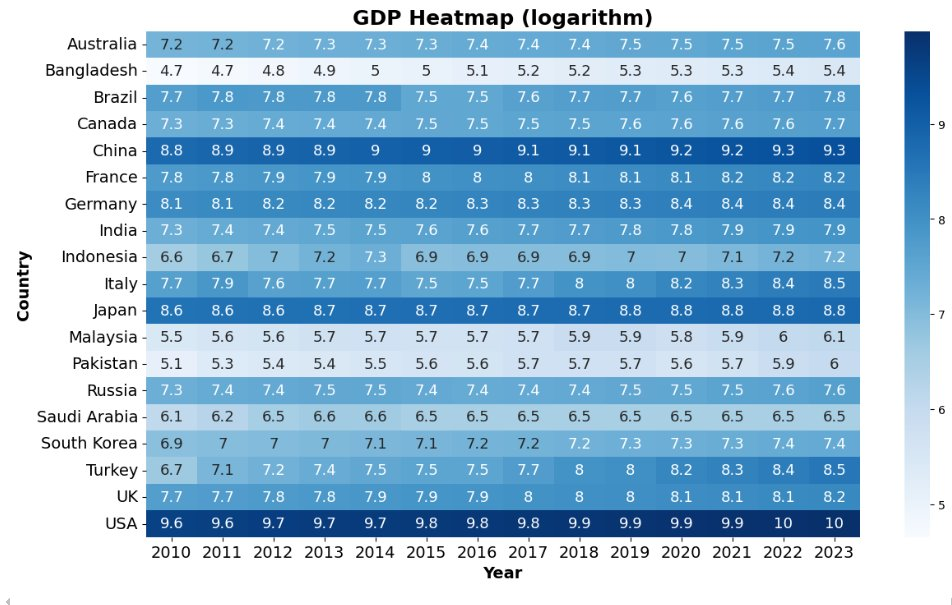 GDP Heatmap (logarithm)
Australia 7.2 7.2 7.2 7.3 7.3 7.3 7.4 7.4 7.4 7.5 7.5 7.5 7.5 7.6
Bangladesh 4.7 4.7 4.8 4.9 5 5 5.1 5.2 5.2 5.3 5.3 5.3 5.4 5.4
Brazil 7.7 7.8 7.8 7.8 7.8 7.5 7.5 7.6 7.7 7.7 7.6 7.7 7.7 7.8
Canada 7.3 7.3 7.4 7.4 7.4 7.5 7.5 7.5 7.5 7.6 7.6 7.6 7.6 7.7
9
China 8.8 8.9 8.9 8.9 9 9 9 9.1 9.1 9.1 9.2 9.2 9.3 9.3
France 7.8 7.8 7.9 7.9 7.9 8 8 8 8.1 8.1 8.1 8.2 8.2 8.2
Germany 8.1 8.1 8.2 8.2 8.2 8.2 8.3 8.3 8.3 8.3 8.4 8.4 8.4 8.4
8
India 7.3 7.4 7.4 7.5 7.5 7.6 7.6 7.7 7.7 7.8 7.8 7.9 7.9 7.9
Indonesia 6.6 6.7 7 7.2 7.3 6.9 6.9 6.9 6.9 7 7 7.1 7.2 7.2
Country
Italy 7.7 7.9 7.6 7.7 7.7 7.5 7.5 7.7 8 8 8.2 8.3 8.4 8.5
Japan 8.6 8.6 8.6 8.7 8.7 8.7 8.7 8.7 8.7 8.8 8.8 8.8 8.8 8.8
7
Malaysia 5.5 5.6 5.6 5.7 5.7 5.7 5.7 5.7 5.9 5.9 5.8 5.9 6 6.1
Pakistan 5.1 5.3 5.4 5.4 5.5 5.6 5.6 5.7 5.7 5.7 5.6 5.7 5.9 6
Russia 7.3 7.4 7.4 7.5 7.5 7.4 7.4 7.4 7.4 7.5 7.5 7.5 7.6 7.6
6
Saudi Arabia 6.1 6.2 6.5 6.6 6.6 6.5 6.5 6.5 6.5 6.5 6.5 6.5 6.5 6.5
South Korea 6.9 7 7 7 7.1 7.1 7.2 7.2 7.2 7.3 7.3 7.3 7.4 7.4
Turkey 6.7 7.1 7.2 7.4 7.5 7.5 7.5 7.7 8 8 8.2 8.3 8.4 8.5
UK 7.7 7.7 7.8 7.8 7.9 7.9 7.9 8 8 8 8.1 8.1 8.1 8.2
5
USA 9.6 9.6 9.7 9.7 9.7 9.8 9.8 9.8 9.9 9.9 9.9 9.9 10 10
2010 2011 2012 2013 2014 2015 2016 2017 2018 2019 2020 2021 2022 2023
Year